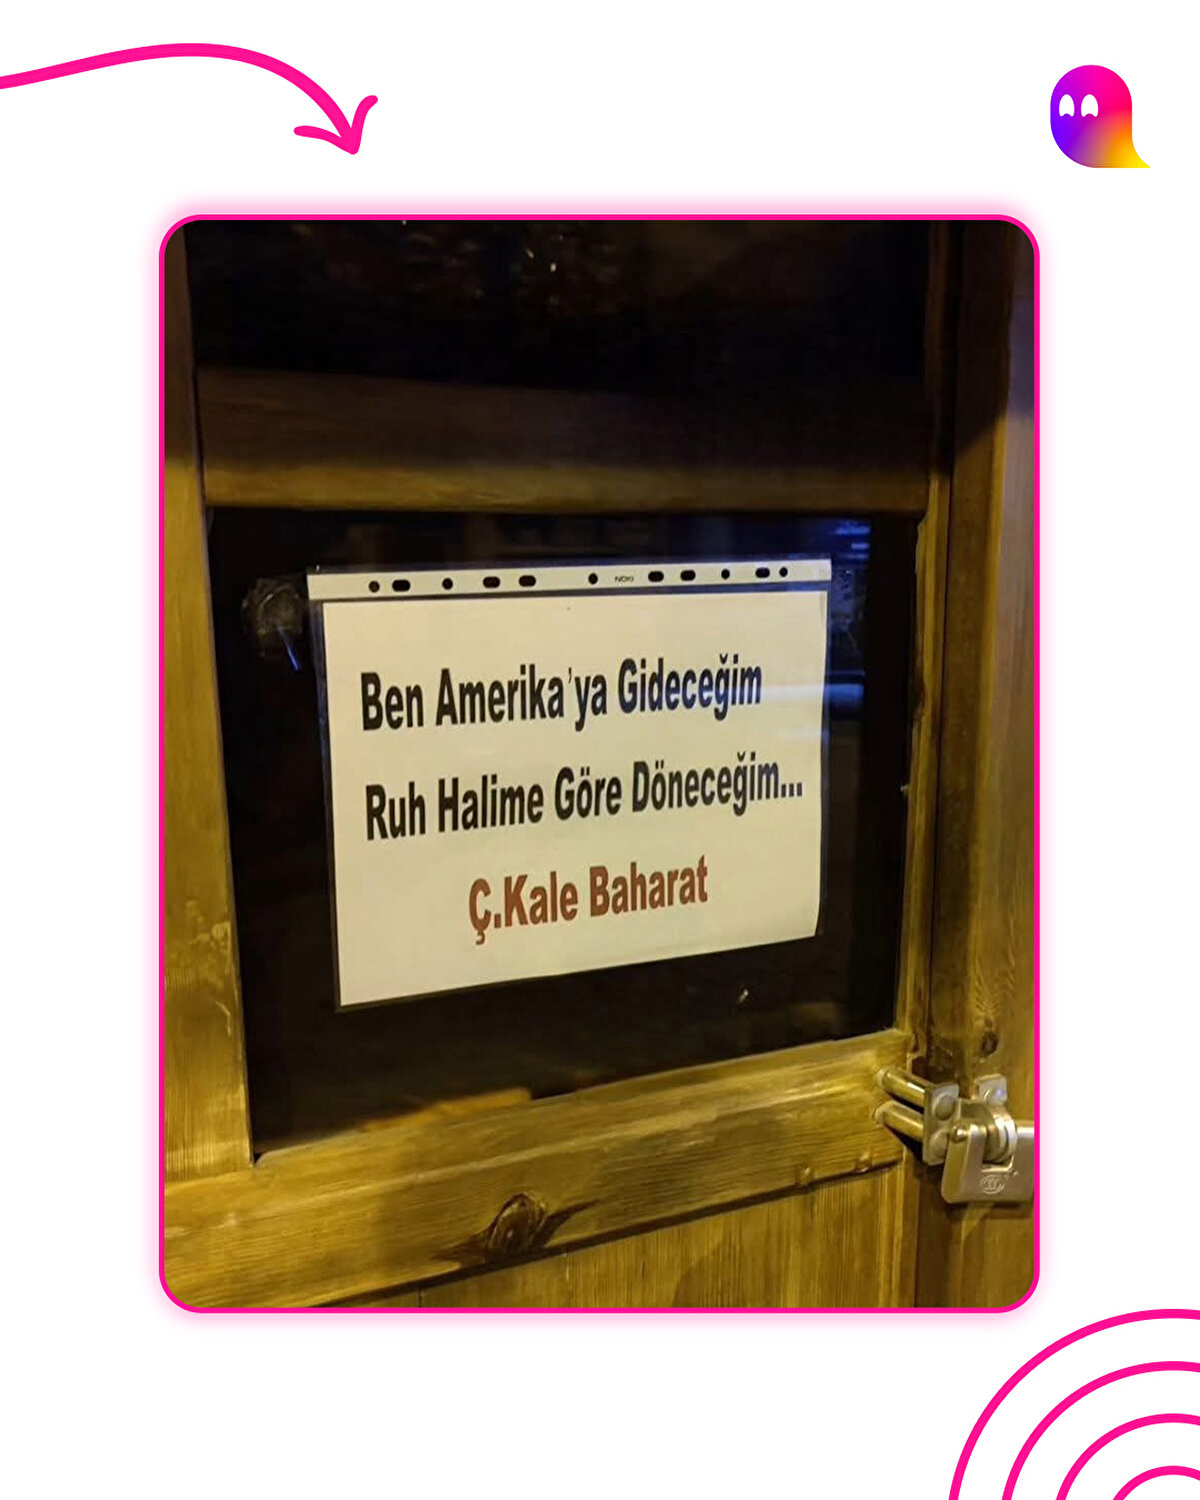 Ben Amerika'ya Gideceğim
Ruh Halime Göre Döneceğim...
Ç.Kale Baharat